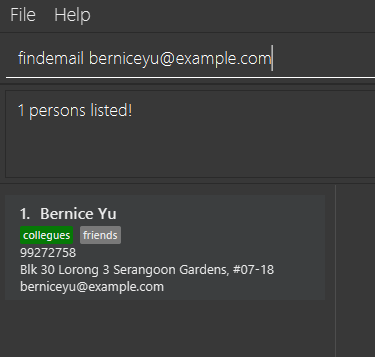 File Help
findemail berniceyu@example.com
1 persons listed!
1. Bernice Yu
collegues friends
99272758
Blk 30 Lorong 3 Serangoon Gardens, #07-18
berniceyu@example.com